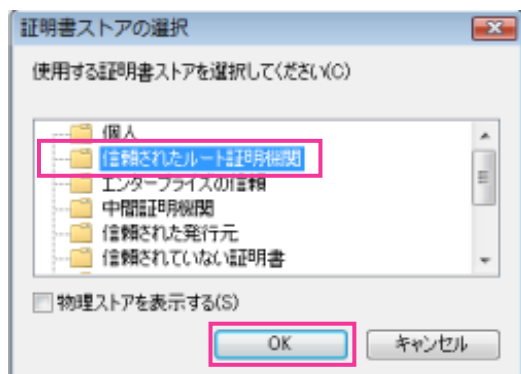 証明書ストアの選択
使用する証明書ストアを選択してください(C)
個人
信頼されたルート証明機関
エンタープライズの信頼
中間証明機関
信頼された発行元
信頼されていない証明書
物理ストアを表示する(S)
OK キャンセル